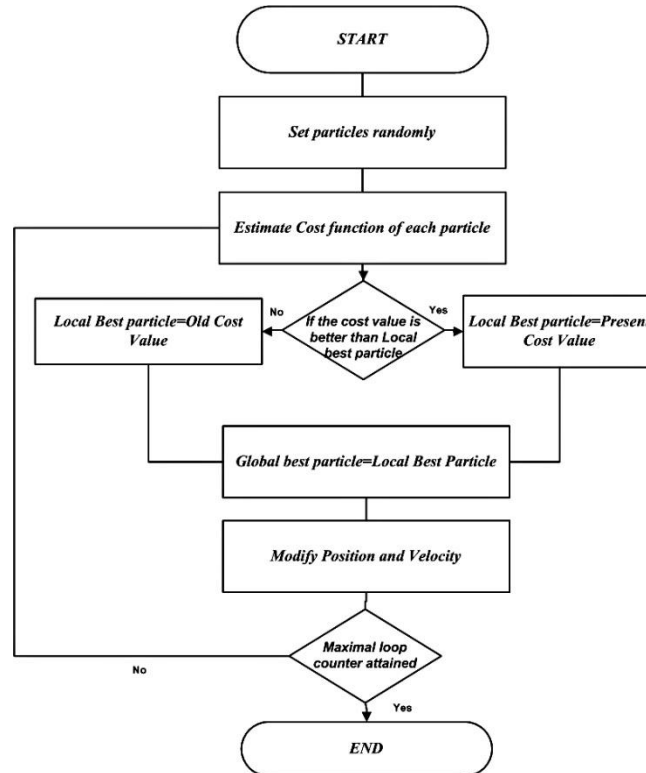 START
Set particles randomly
Estimate Cost function of each particle
No
Yes
Local Best particle=Old Cost
Value
If the cost value is
better than Local
best particle
Local Best particle=Presen
Cost Value
Global best particle=Local Best Particle
Modify Position and Velocity
Maximal loop
counter attained
No
Yes
END